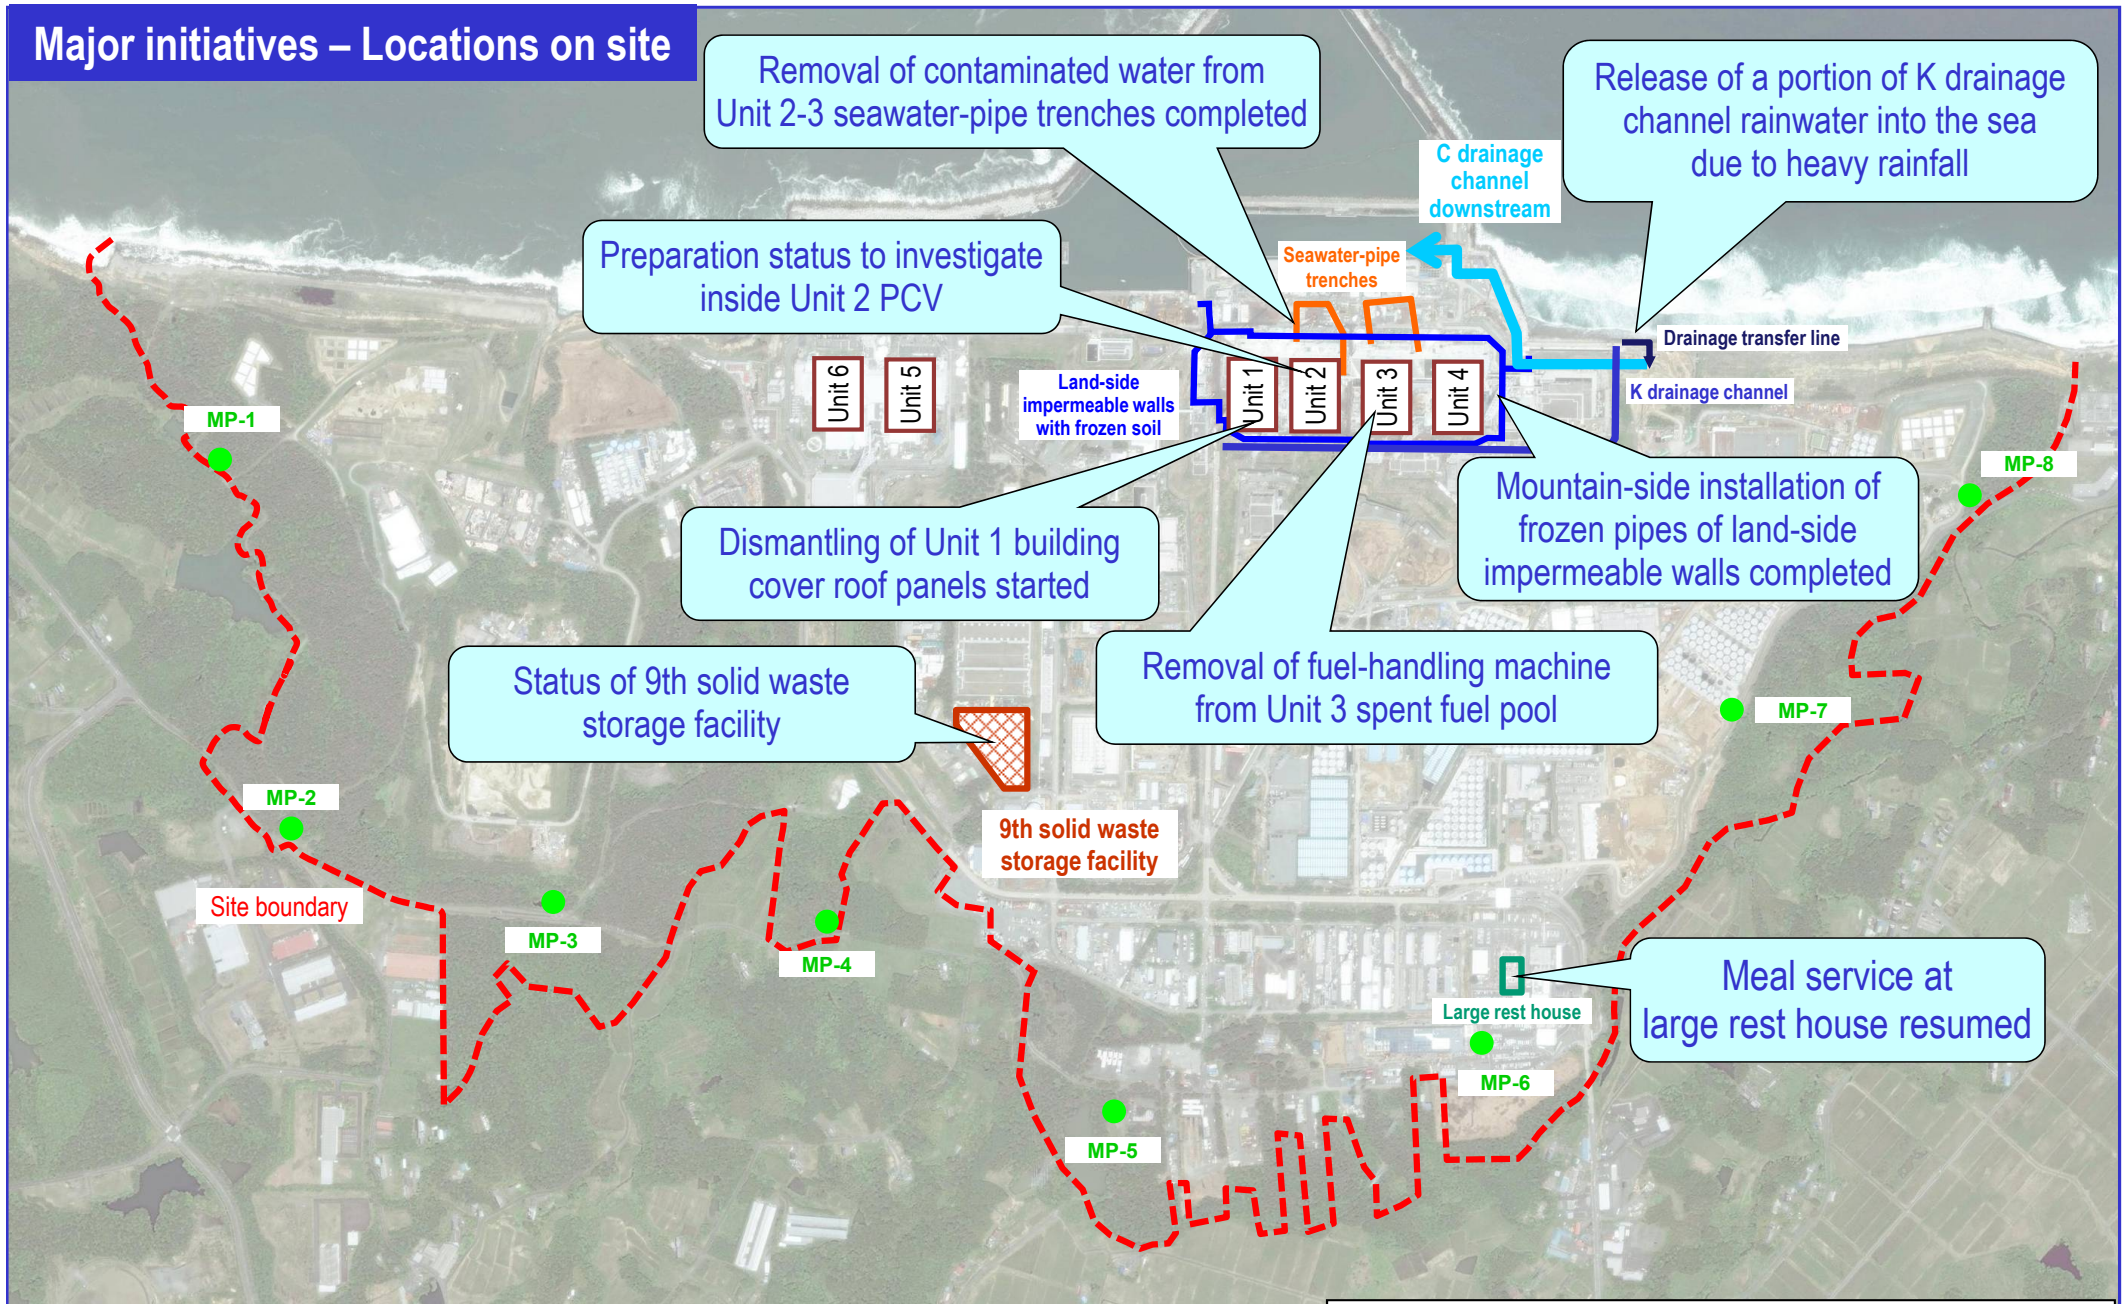 Major initiatives – Locations on site
Removal of contaminated water from
Unit 2-3 seawater-pipe trenches completed
Release of a portion of K drainage
channel rainwater into the sea
due to heavy rainfall
C drainage
channel
downstream
Preparation status to investigate
inside Unit 2 PCV
Seawater-pipe
trenches
Drainage transfer line
K drainage channel
Land-side
impermeable walls
with frozen soil
Unit 6
Unit 5
Unit 1
Unit 2
Unit 3
Unit 4
MP-1
MP-8
Mountain-side installation of
frozen pipes of land-side
impermeable walls completed
Dismantling of Unit 1 building
cover roof panels started
Removal of fuel-handling machine
from Unit 3 spent fuel pool
Status of 9th solid waste
storage facility
MP-7
MP-2
9th solid waste
storage facility
Site boundary
MP-3
MP-4
Meal service at
large rest house resumed
Large rest house
MP-6
MP-5